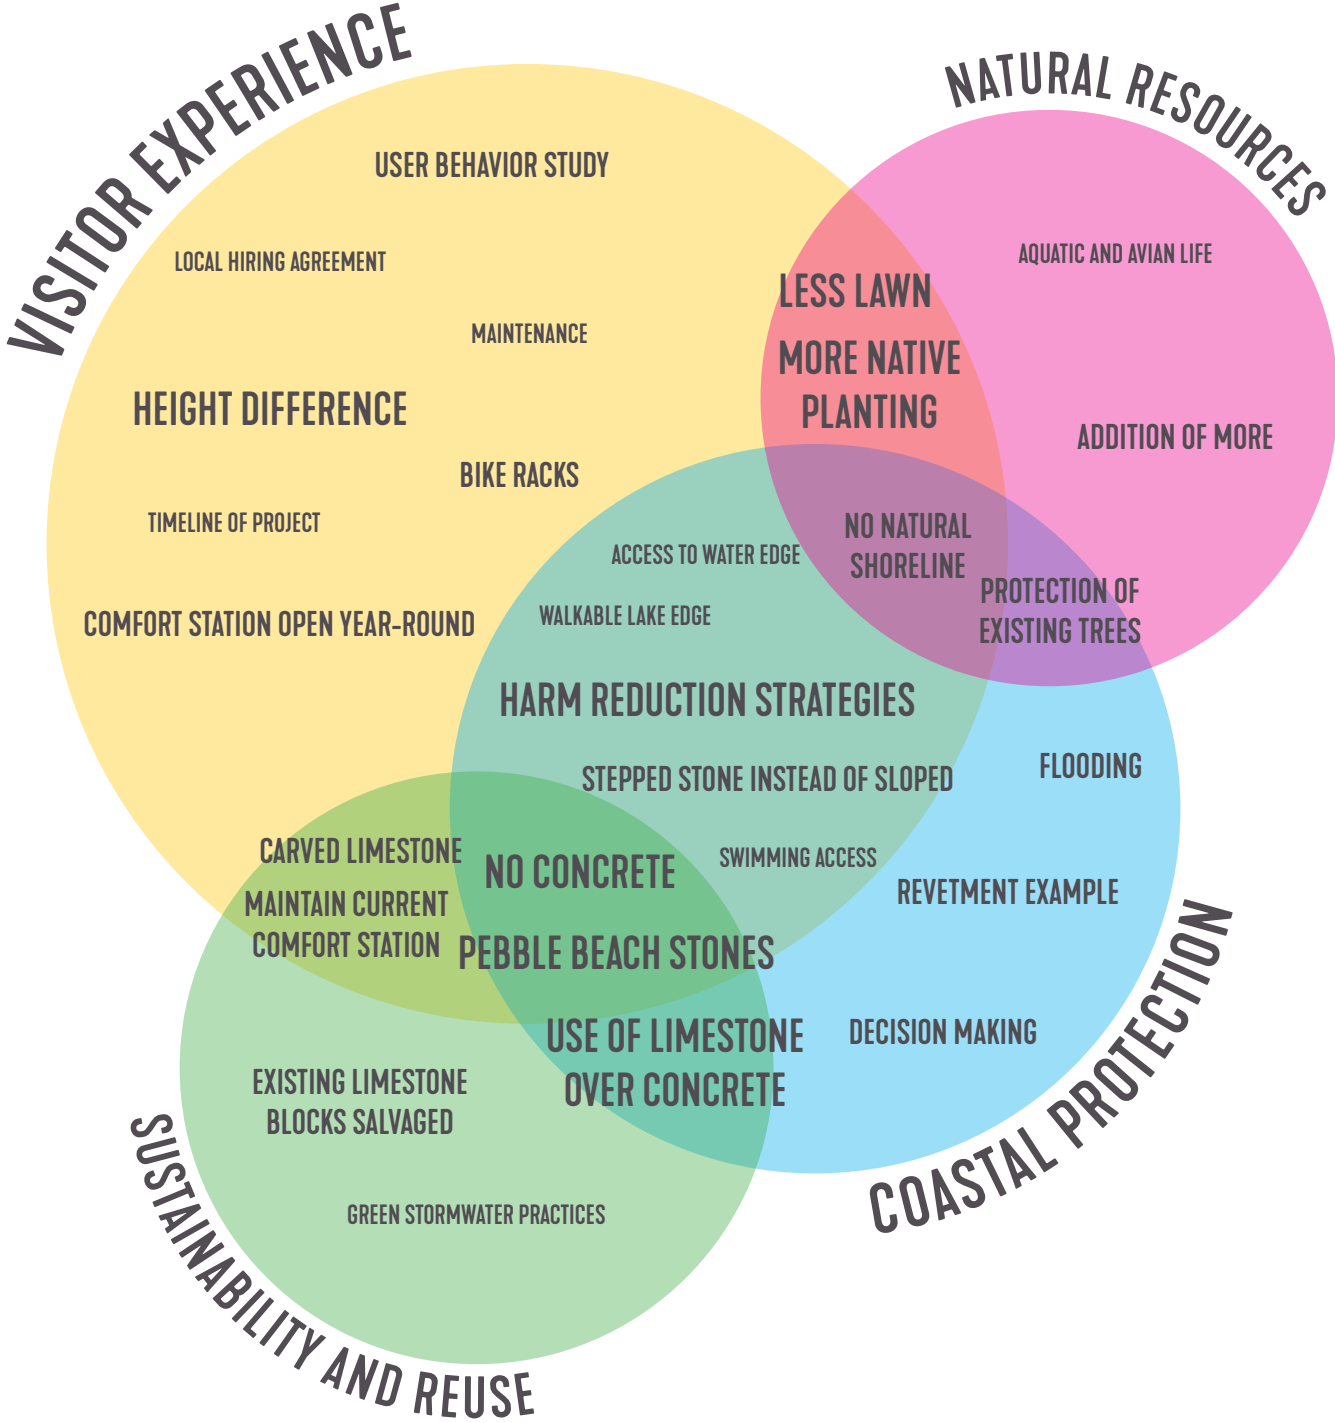 VISITOR EXPERIENCE
USER BEHAVIOR STUDY
LOCAL HIRING AGREEMENT
MAINTENANCE
HEIGHT DIFFERENCE
BIKE RACKS
TIMELINE OF PROJECT
COMFORT STATION OPEN YEAR-ROUND
NATURAL RESOURCES
AQUATIC AND AVIAN LIFE
ADDITION OF MORE
LESS LAWN
MORE NATIVE
PLANTING
NO NATURAL
SHORELINE
PROTECTION OF
EXISTING TREES
ACCESS TO WATER EDGE
WALKABLE LAKE EDGE
HARM REDUCTION STRATEGIES
STEPPED STONE INSTEAD OF SLOPED
SWIMMING ACCESS
FLOODING
REVETMENT EXAMPLE
DECISION MAKING
COASTAL PROTECTION
CARVED LIMESTONE
MAINTAIN CURRENT
COMFORT STATION
NO CONCRETE
PEBBLE BEACH STONES
USE OF LIMESTONE
OVER CONCRETE
EXISTING LIMESTONE
BLOCKS SALVAGED
GREEN STORMWATER PRACTICES
SUSTAINABILITY AND REUSE